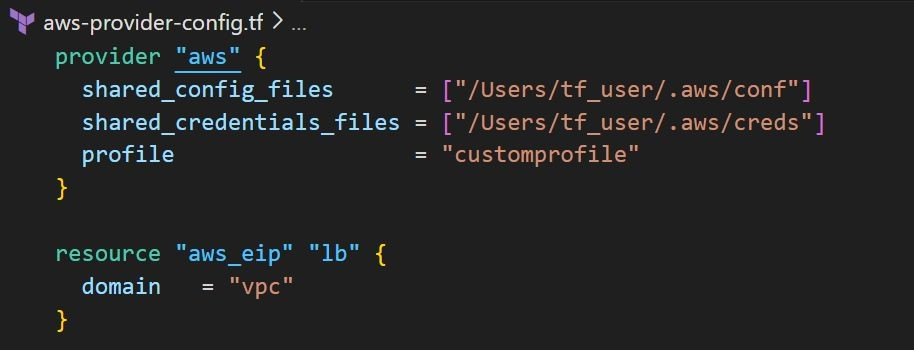 aws-provider-config.tf > ...
provider "aws" {
  shared_config_files      = ["/Users/tf_user/.aws/conf"]
  shared_credentials_files = ["/Users/tf_user/.aws/creds"]
  profile                  = "customprofile"
}

resource "aws_eip" "lb" {
  domain   = "vpc"
}